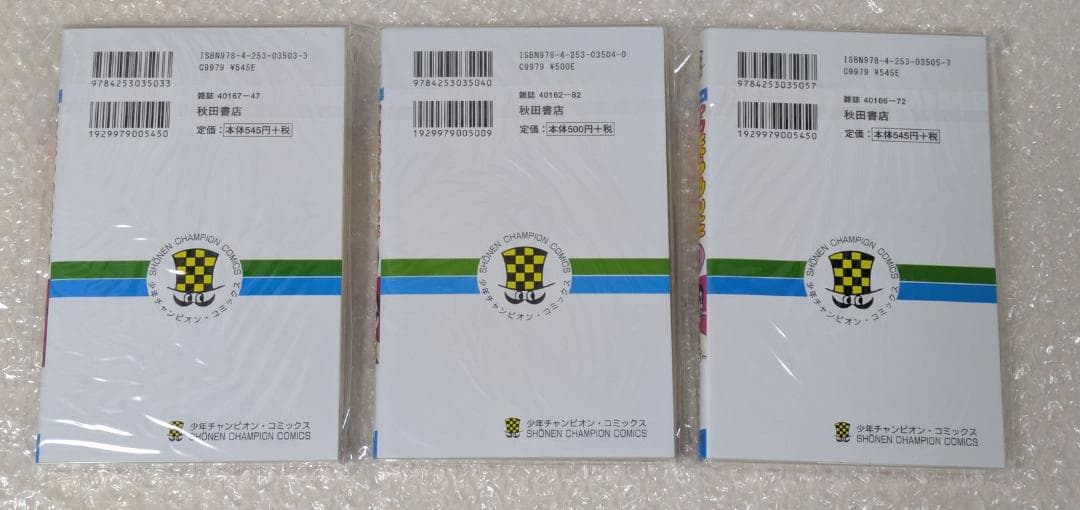 ISBN978-4-253-03503-3
C9979 ¥545E
9784253035033
雑誌 40167-47
秋田書店
定価：本体545円+税
1929979005450
SHŌNEN CHAMPION COMICS
少年チャンピオン・コミックス
少年チャンピオン・コミックス
SHŌNEN CHAMPION COMICS
ISBN978-4-253-03504-0
C9979 ¥500E
9784253035040
雑誌 40162-82
秋田書店
定価：本体500円+税
1929979005009
SHŌNEN CHAMPION COMICS
少年チャンピオン・コミックス
少年チャンピオン・コミックス
SHŌNEN CHAMPION COMICS
ISBN978-4-253-03505-7
C9979 ¥545E
9784253035057
雑誌 40166-72
秋田書店
定価：本体545円+税
1929979005450
SHŌNEN CHAMPION COMICS
少年チャンピオン・コミックス
少年チャンピオン・コミックス
SHŌNEN CHAMPION COMICS